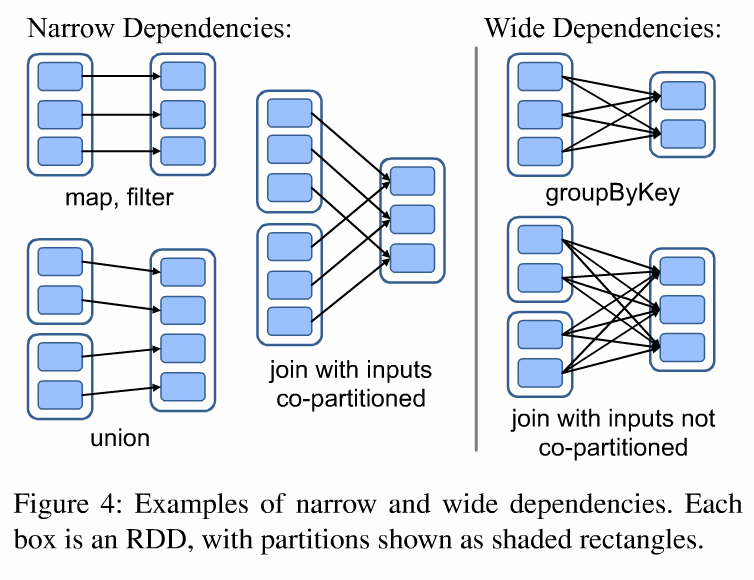 Narrow Dependencies:
Wide Dependencies:
map, filter
union
join with inputs
co-partitioned
groupByKey
join with inputs not
co-partitioned
Figure 4: Examples of narrow and wide dependencies. Each
box is an RDD, with partitions shown as shaded rectangles.